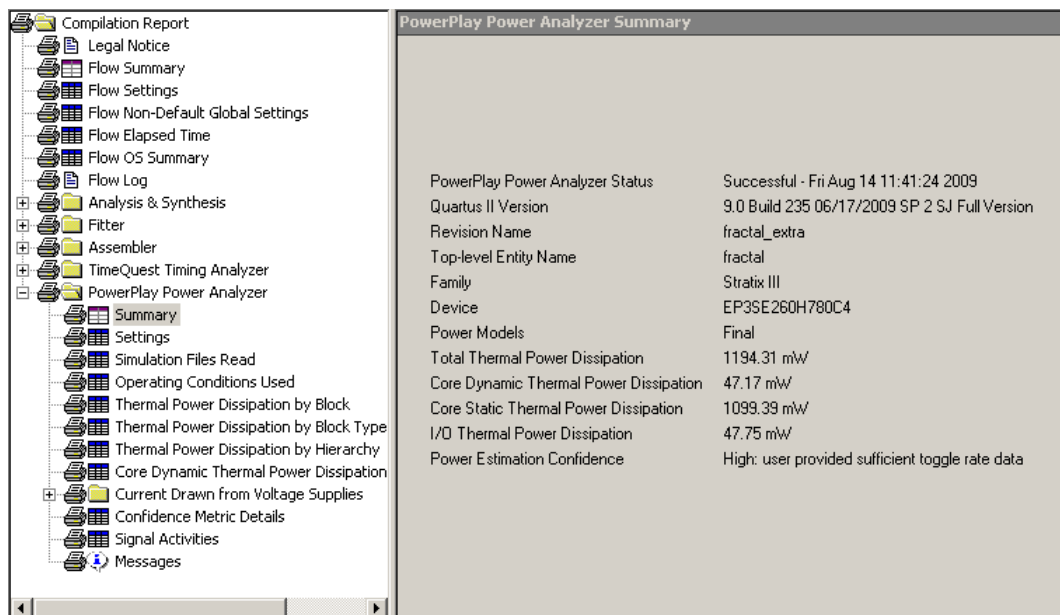 Compilation Report
Legal Notice
Flow Summary
Flow Settings
Flow Non-Default Global Settings
Flow Elapsed Time
Flow OS Summary
Flow Log
Analysis & Synthesis
Fitter
Assembler
TimeQuest Timing Analyzer
PowerPlay Power Analyzer
Summary
Settings
Simulation Files Read
Operating Conditions Used
Thermal Power Dissipation by Block
Thermal Power Dissipation by Block Type
Thermal Power Dissipation by Hierarchy
Core Dynamic Thermal Power Dissipation
Current Drawn from Voltage Supplies
Confidence Metric Details
Signal Activities
Messages
PowerPlay Power Analyzer Summary
PowerPlay Power Analyzer Status Successful - Fri Aug 14 11:41:24 2009
Quartus II Version 9.0 Build 235 06/17/2009 SP 2 SJ Full Version
Revision Name fractal_extra
Top-level Entity Name fractal
Family Stratix III
Device EP3SE260H780C4
Power Models Final
Total Thermal Power Dissipation 1194.31 mW
Core Dynamic Thermal Power Dissipation 47.17 mW
Core Static Thermal Power Dissipation 1099.39 mW
I/O Thermal Power Dissipation 47.75 mW
Power Estimation Confidence High: user provided sufficient toggle rate data